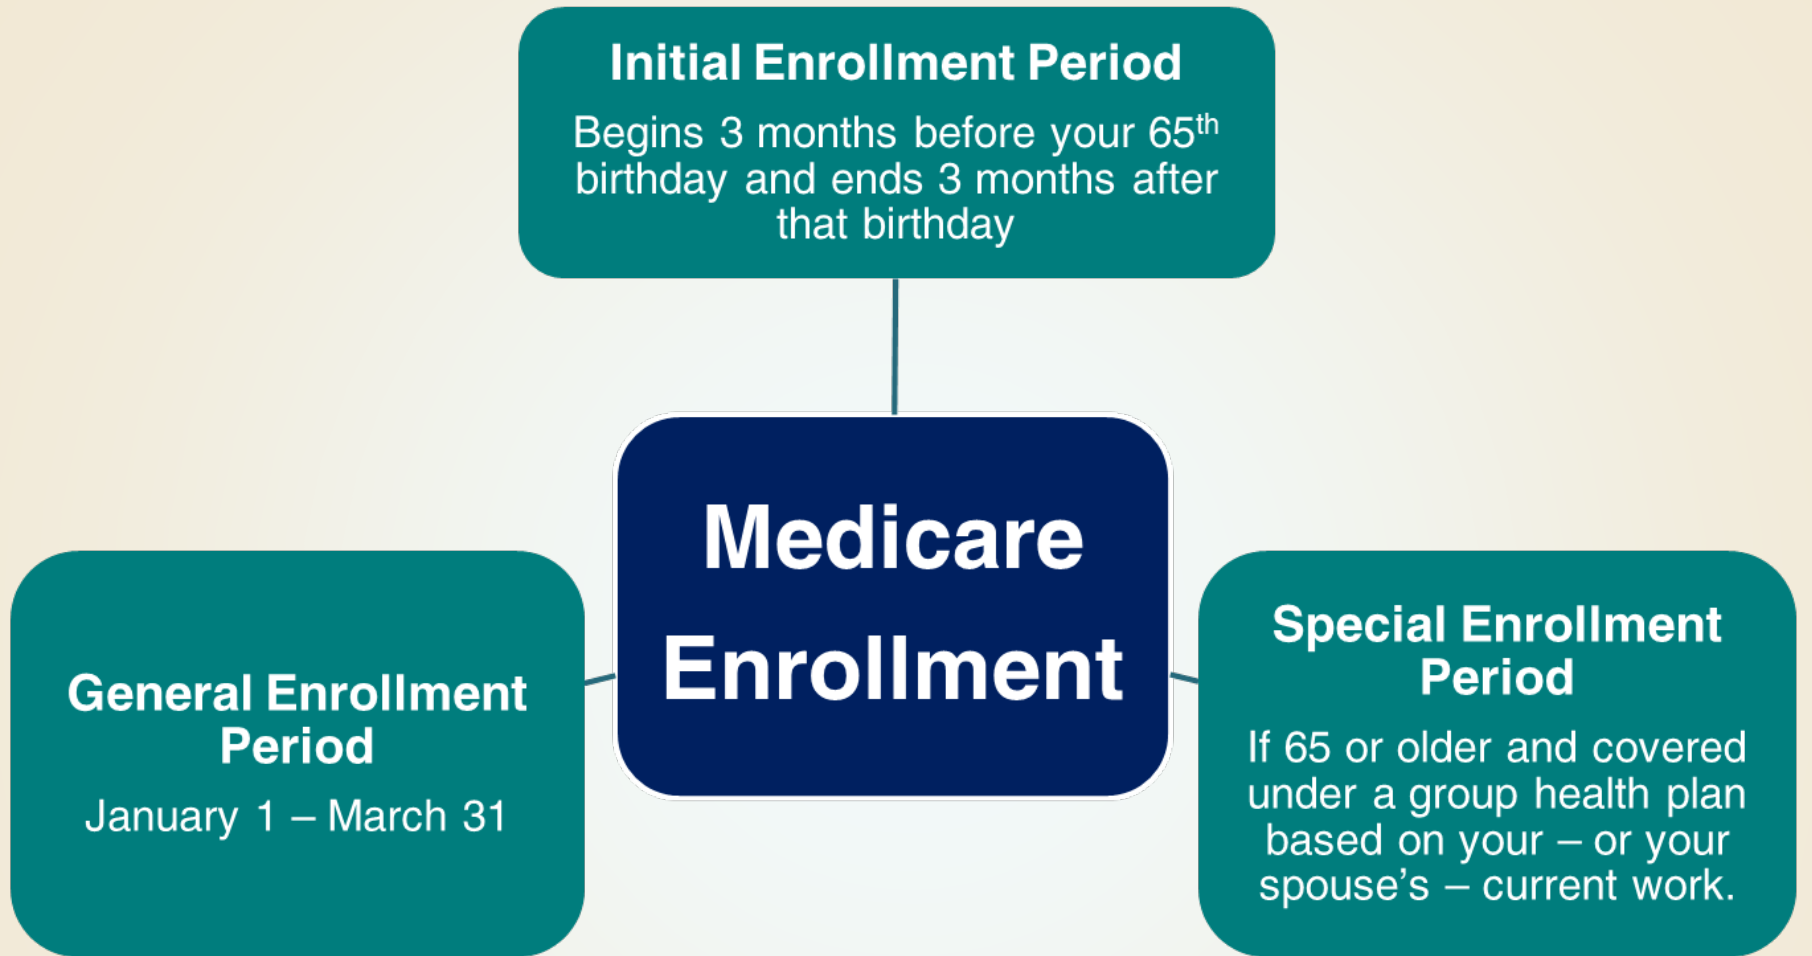 Initial Enrollment Period
Begins 3 months before your 65th
birthday and ends 3 months after
that birthday
Medicare
Enrollment
General Enrollment
Period
January 1 – March 31
Special Enrollment
Period
If 65 or older and covered
under a group health plan
based on your – or your
spouse’s – current work.